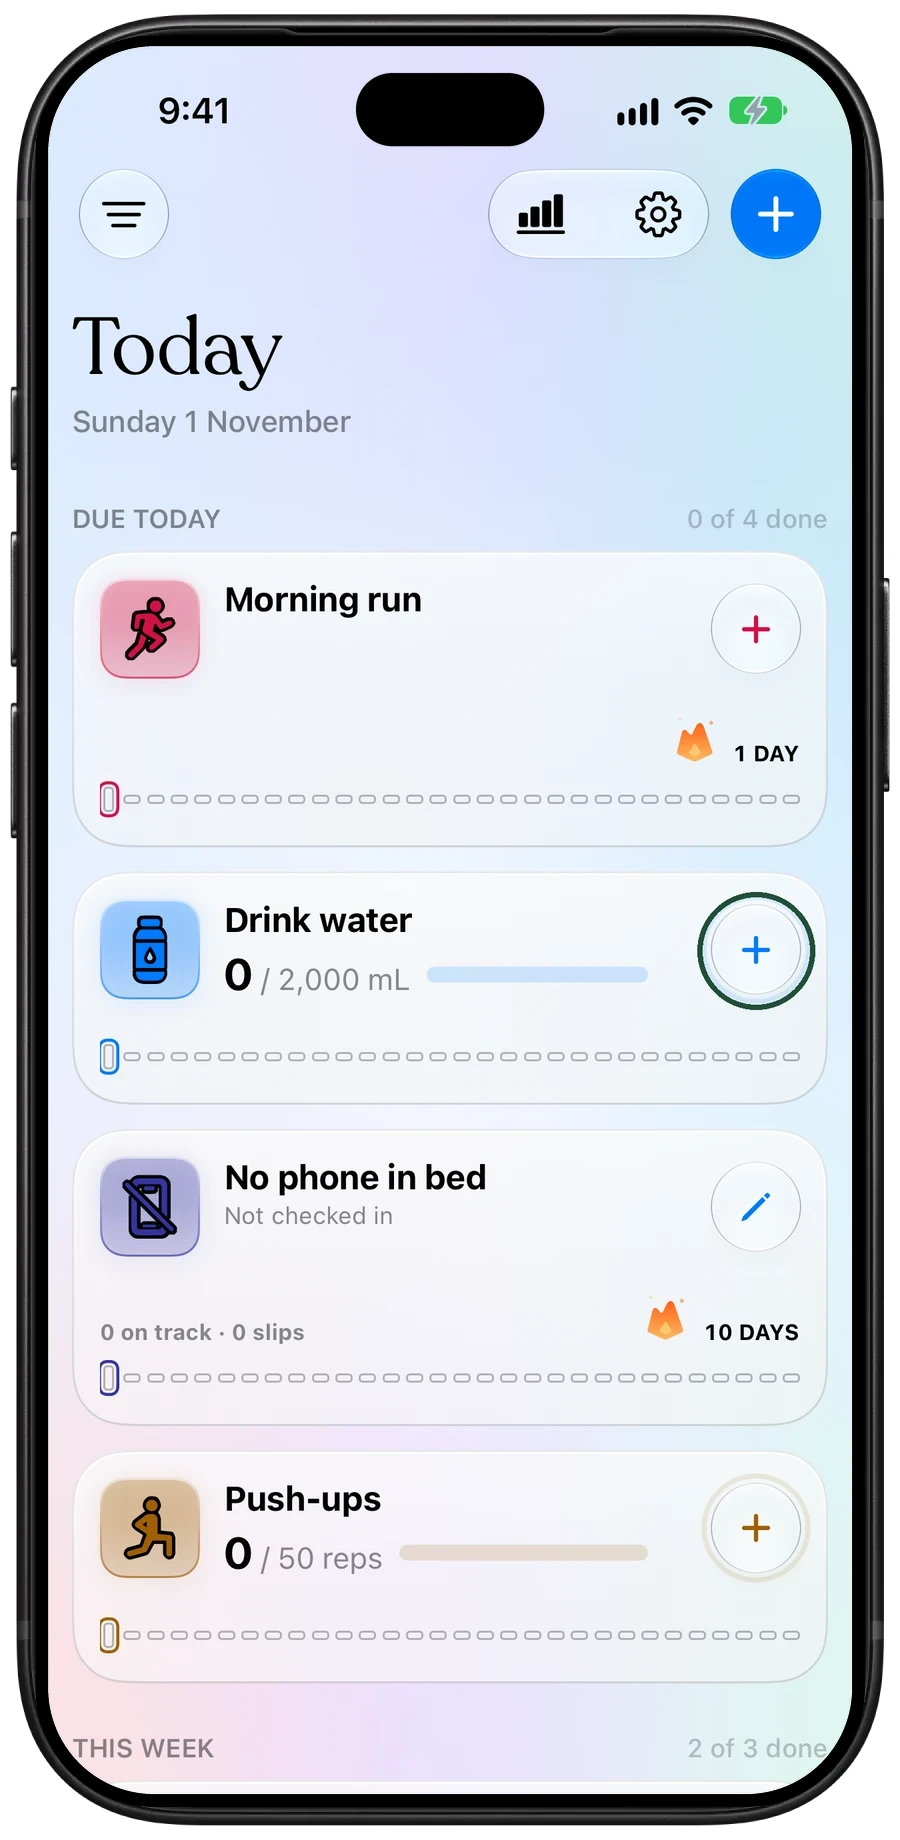 9:41
Today
Sunday 1 November
DUE TODAY
0 of 4 done
Morning run
1 DAY
Drink water
0 / 2,000 mL
No phone in bed
Not checked in
0 on track · 0 slips
10 DAYS
Push-ups
0 / 50 reps
THIS WEEK
2 of 3 done